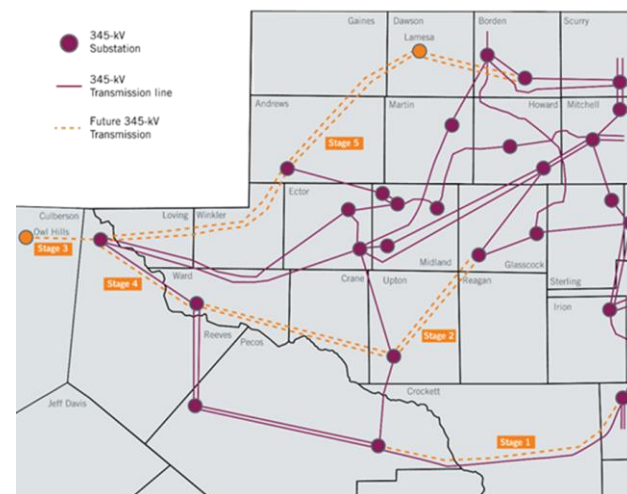 345-kV
Substation
345-kV
Transmission line
Future 345-kV
Transmission
Gaines
Dawson
Borden
Scurry
Lamesa
Andrews
Martin
Howard
Mitchell
Stage 5
Ector
Culberson
Loving
Winkler
Owl Hills
Stage 3
Stage 4
Ward
Crane
Upton
Midland
Reagan
Glasscock
Sterling
Irion
Stage 2
Reeves
Pecos
Jeff Davis
Crockett
Stage 1